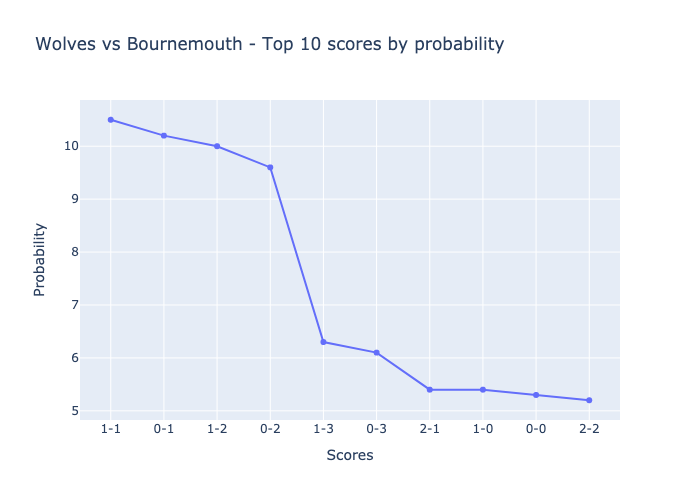 Wolves vs Bournemouth - Top 10 scores by probability
10
9
8
7
6
5
Probability
1-1 0-1 1-2 0-2 1-3 0-3 2-1 1-0 0-0 2-2
Scores